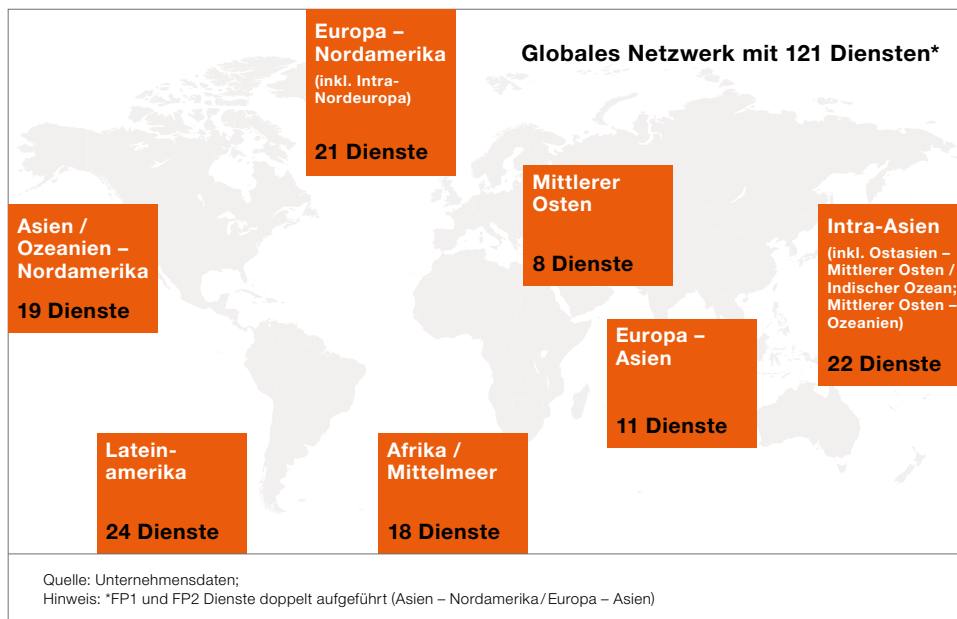 Globales Netzwerk mit 121 Diensten*
Europa –
Nordamerika
(inkl. Intra-
Nordeuropa)
21 Dienste
Mittlerer
Osten
8 Dienste
Asien /
Ozeanien –
Nordamerika
19 Dienste
Intra-Asien
(inkl. Ostasien –
Mittlerer Osten /
Indischer Ozean;
Mittlerer Osten –
Ozeanien)
22 Dienste
Europa –
Asien
11 Dienste
Latein-
amerika
24 Dienste
Afrika /
Mittelmeer
18 Dienste
Quelle: Unternehmensdaten;
Hinweis: *FP1 und FP2 Dienste doppelt aufgeführt (Asien – Nordamerika/Europa – Asien)